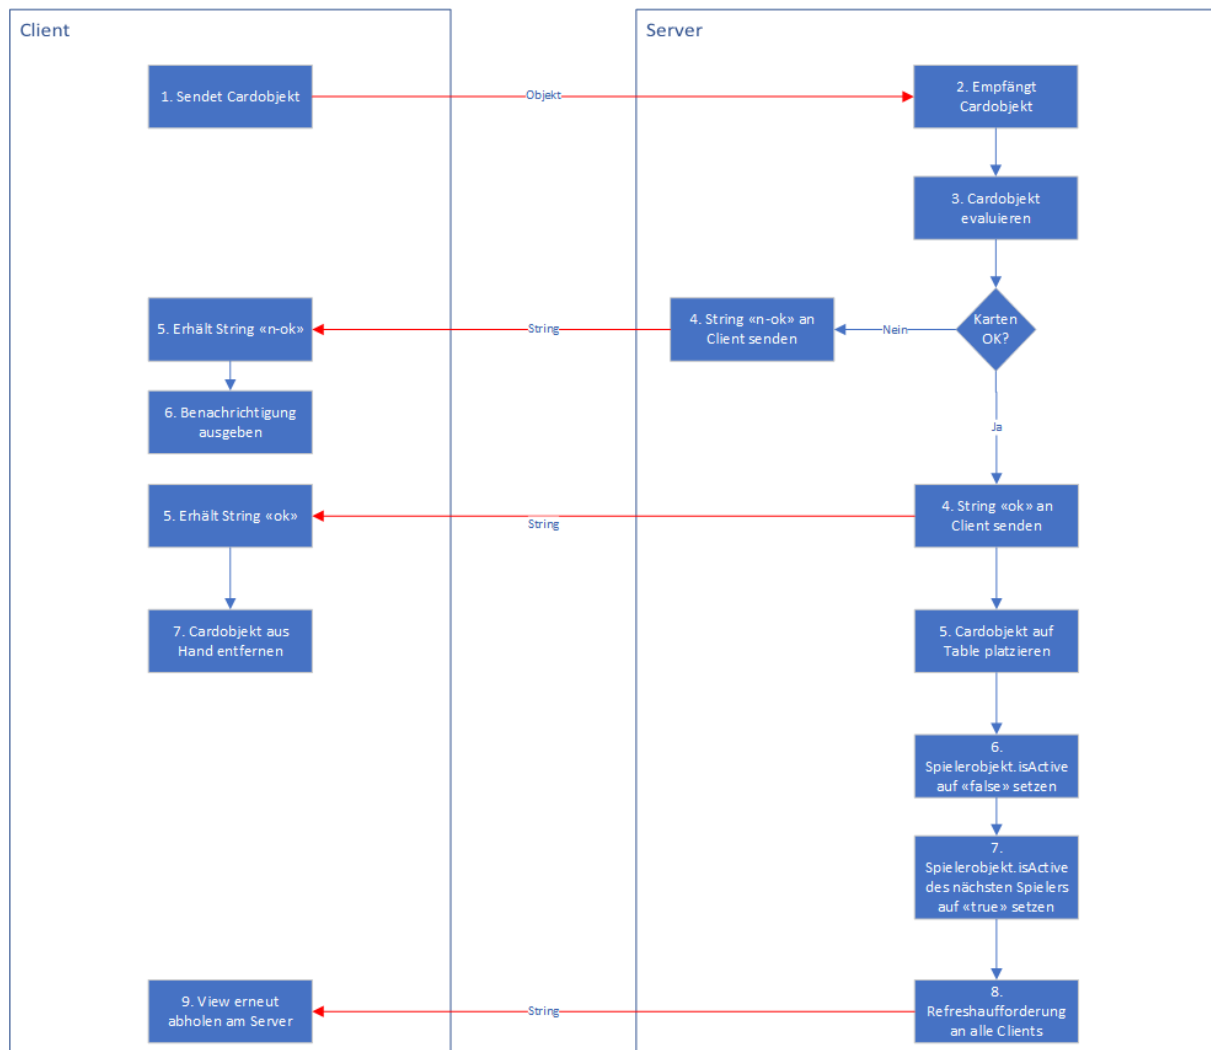 Client
Server
1. Sendet Cardobjekt
Objekt
2. Empfängt
Cardobjekt
3. Cardobjekt
evaluieren
5. Erhält String «n-ok»
String
4. String «n-ok» an
Client senden
Nein
Karten
OK?
6. Benachrichtigung
ausgeben
Ja
5. Erhält String «ok»
String
4. String «ok» an
Client senden
7. Cardobjekt aus
Hand entfernen
5. Cardobjekt auf
Table platzieren
6.
Spielerobjekt.isActive
auf «false» setzen
7.
Spielerobjekt.isActive
des nächsten Spielers
auf «true» setzen
9. View erneut
abholen am Server
String
8.
Refreshaufforderung
an alle Clients